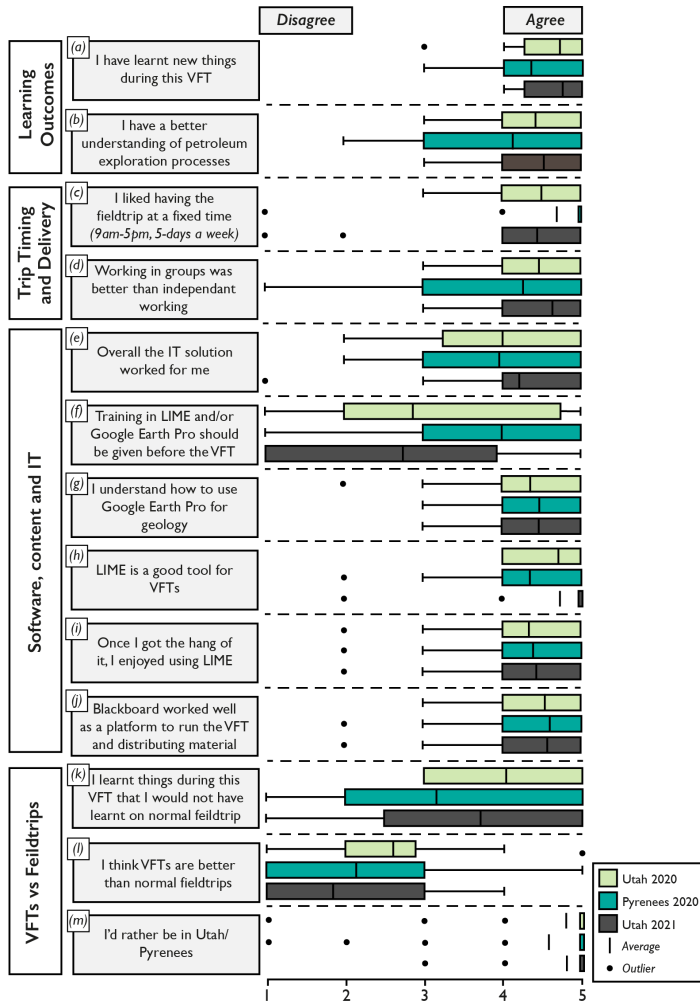 Disagree
Agree
Learning
Outcomes
(a)
I have learnt new things
during this VFT
(b)
I have a better
understanding of petroleum
exploration processes
Trip Timing
and Delivery
(c)
I liked having the
fieldtrip at a fixed time
(9am-5pm, 5-days a week)
(d)
Working in groups was
better than independant
working
Software, content and IT
(e)
Overall the IT solution
worked for me
(f)
Training in LIME and/or
Google Earth Pro should
be given before the VFT
(g)
I understand how to use
Google Earth Pro for
geology
(h)
LIME is a good tool for
VFTs
(i)
Once I got the hang of
it, I enjoyed using LIME
(j)
Blackboard worked well
as a platform to run the VFT
and distributing material
VFTs vs Feildtrips
(k)
I learnt things during this
VFT that I would not have
learnt on normal feildtrip
(l)
I think VFTs are better
than normal fieldtrips
(m)
I'd rather be in Utah/
Pyrenees
1 2 3 4 5
Utah 2020
Pyrenees 2020
Utah 2021
Average
Outlier